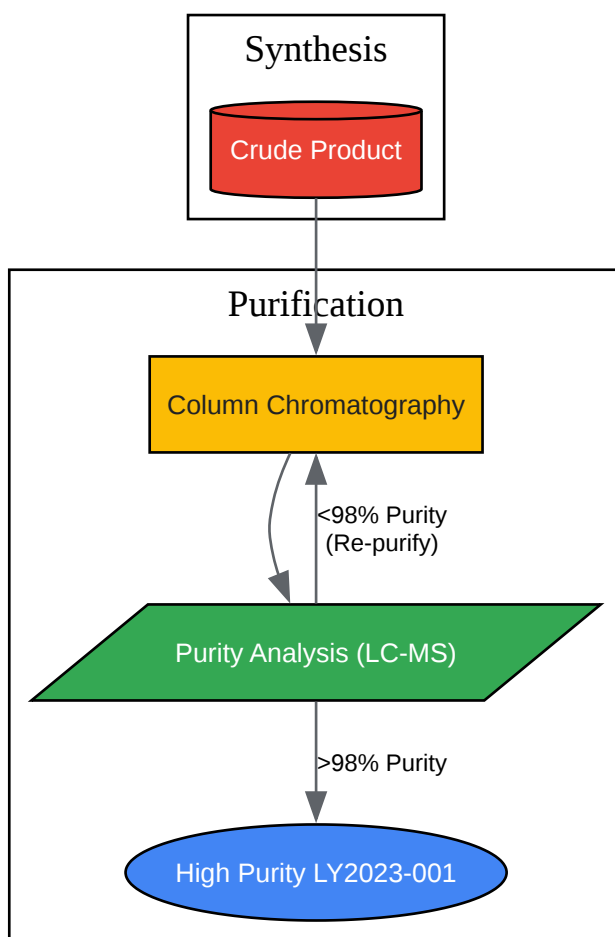 Synthesis
Crude Product
Purification
Column Chromatography
<98% Purity
(Re-purify)
Purity Analysis (LC-MS)
>98% Purity
High Purity LY2023-001